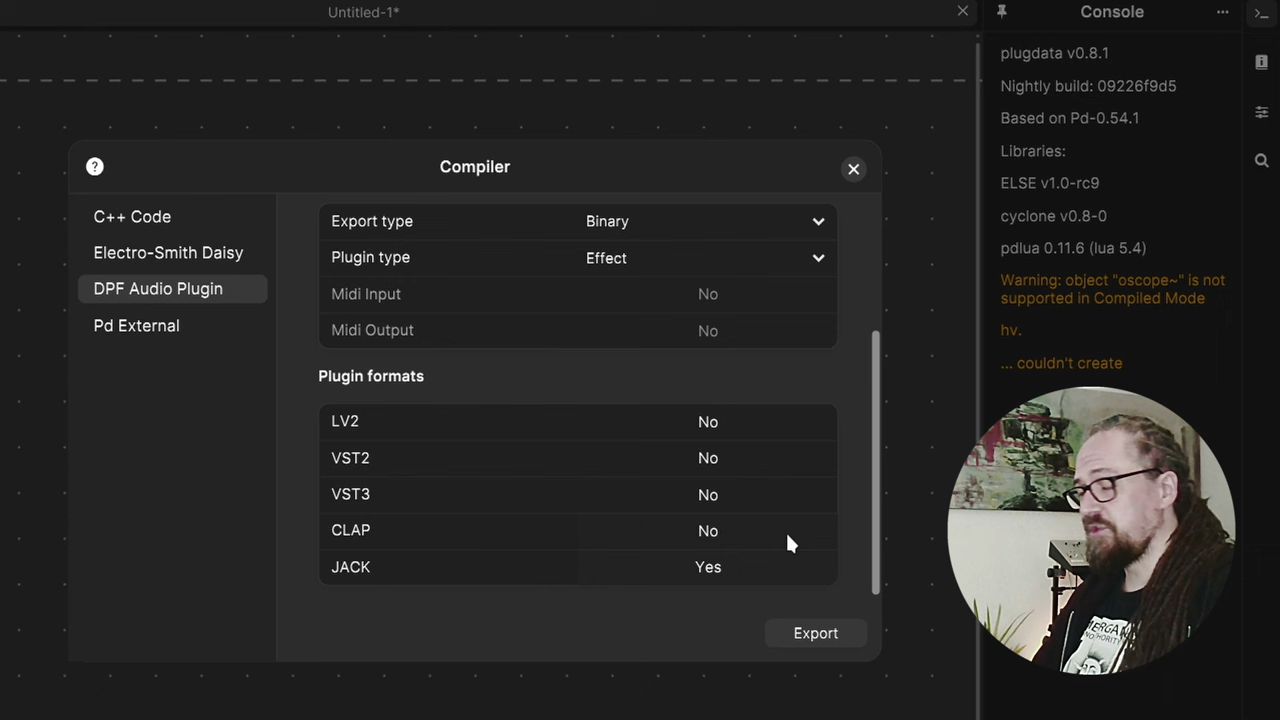 Untitled-1*
Console
plugdata v0.8.1
Nightly build: 09226f9d5
Based on Pd-0.54.1
Libraries:
ELSE v1.0-rc9
cyclone v0.8-0
pdlua 0.11.6 (lua 5.4)
Warning: object "oscope~" is not
supported in Compiled Mode
hv.
... couldn't create
?
Compiler
C++ Code
Electro-Smith Daisy
DPF Audio Plugin
Pd External
Export type Binary
Plugin type Effect
Midi Input No
Midi Output No
Plugin formats
LV2 No
VST2 No
VST3 No
CLAP No
JACK Yes
Export